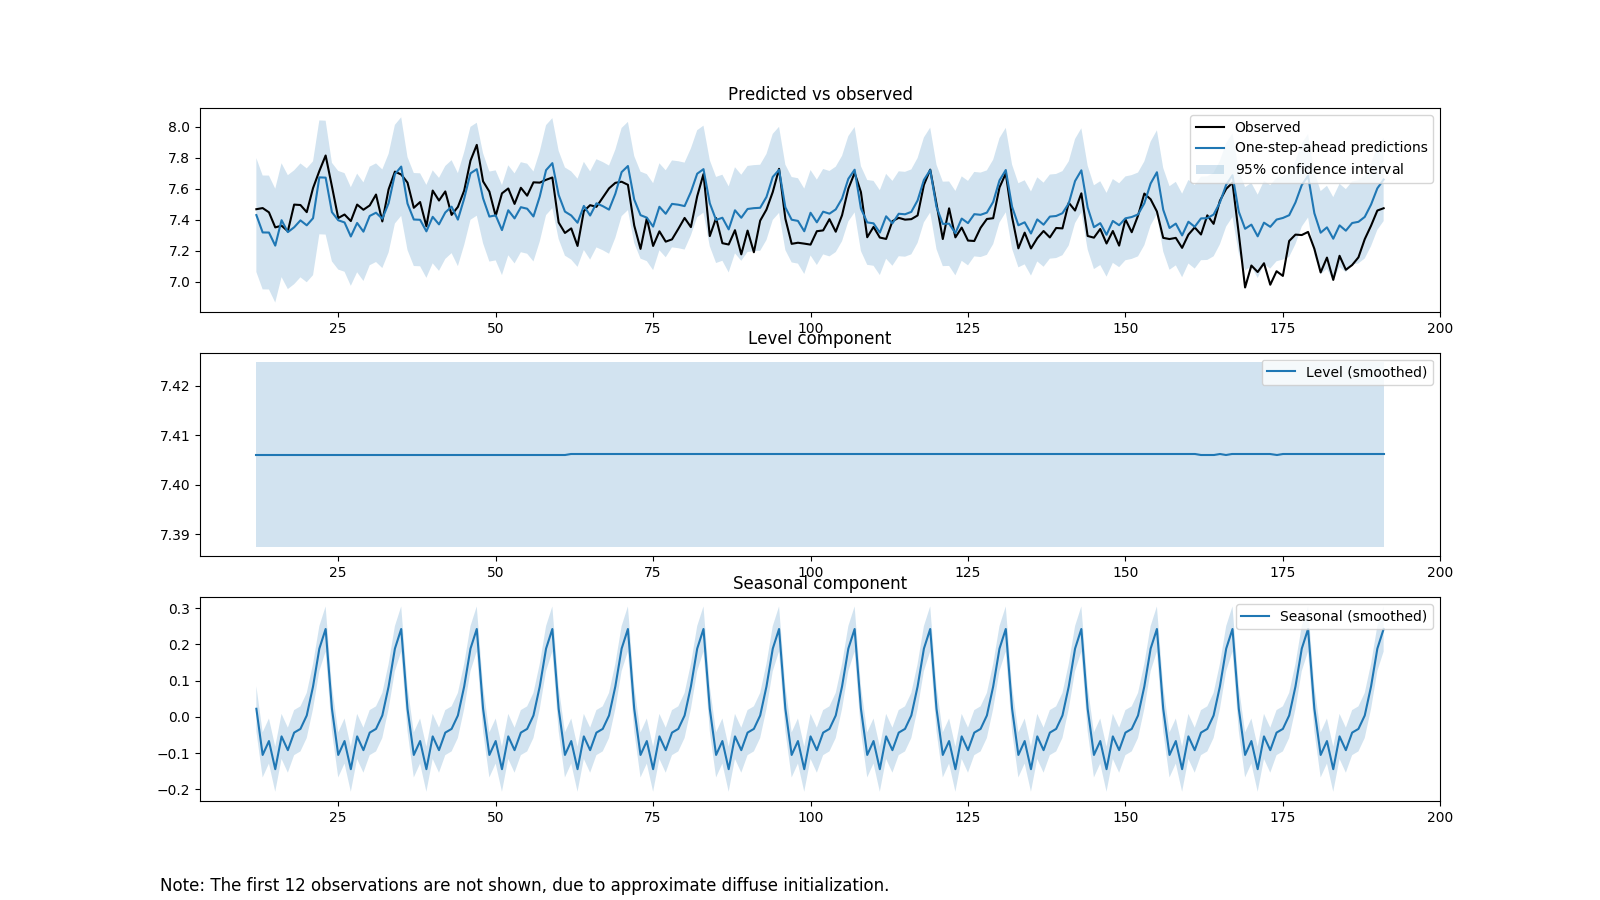 Predicted vs observed
8.0
7.8
7.6
7.4
7.2
7.0
Observed
One-step-ahead predictions
95% confidence interval
25 50 75 100 125 150 175 200
Level component
7.42
7.41
7.40
7.39
Level (smoothed)
25 50 75 100 125 150 175 200
Seasonal component
0.3
0.2
0.1
0.0
−0.1
−0.2
Seasonal (smoothed)
25 50 75 100 125 150 175 200
Note: The first 12 observations are not shown, due to approximate diffuse initialization.